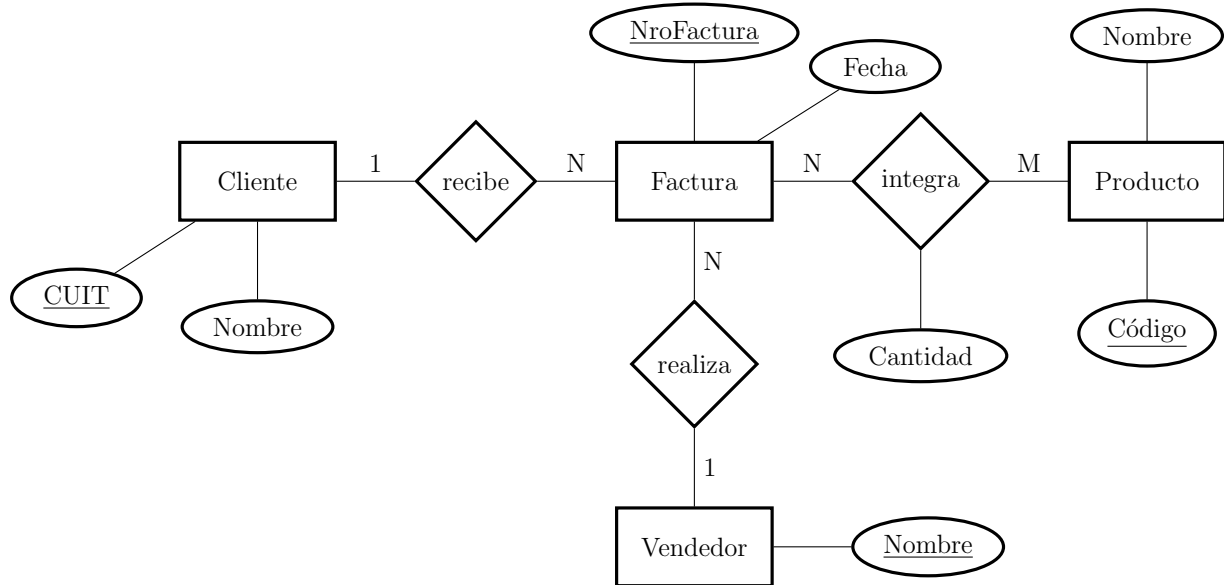 NroFactura
Nombre
Fecha
Cliente
1
recibe
N
Factura
N
integra
M
Producto
CUIT
Nombre
N
Cantidad
Código
realiza
1
Vendedor
Nombre